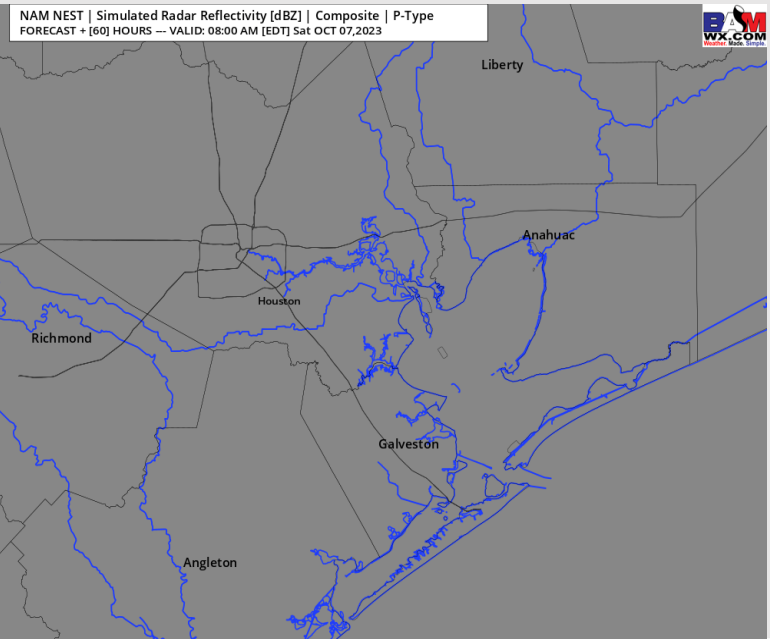 NAM NEST | Simulated Radar Reflectivity [dBZ] | Composite | P-Type
FORECAST + [60] HOURS --- VALID: 08:00 AM [EDT] Sat OCT 07,2023
BAM
WX.COM
Weather. Made. Simple.
Liberty
Anahuac
Houston
Richmond
Galveston
Angleton